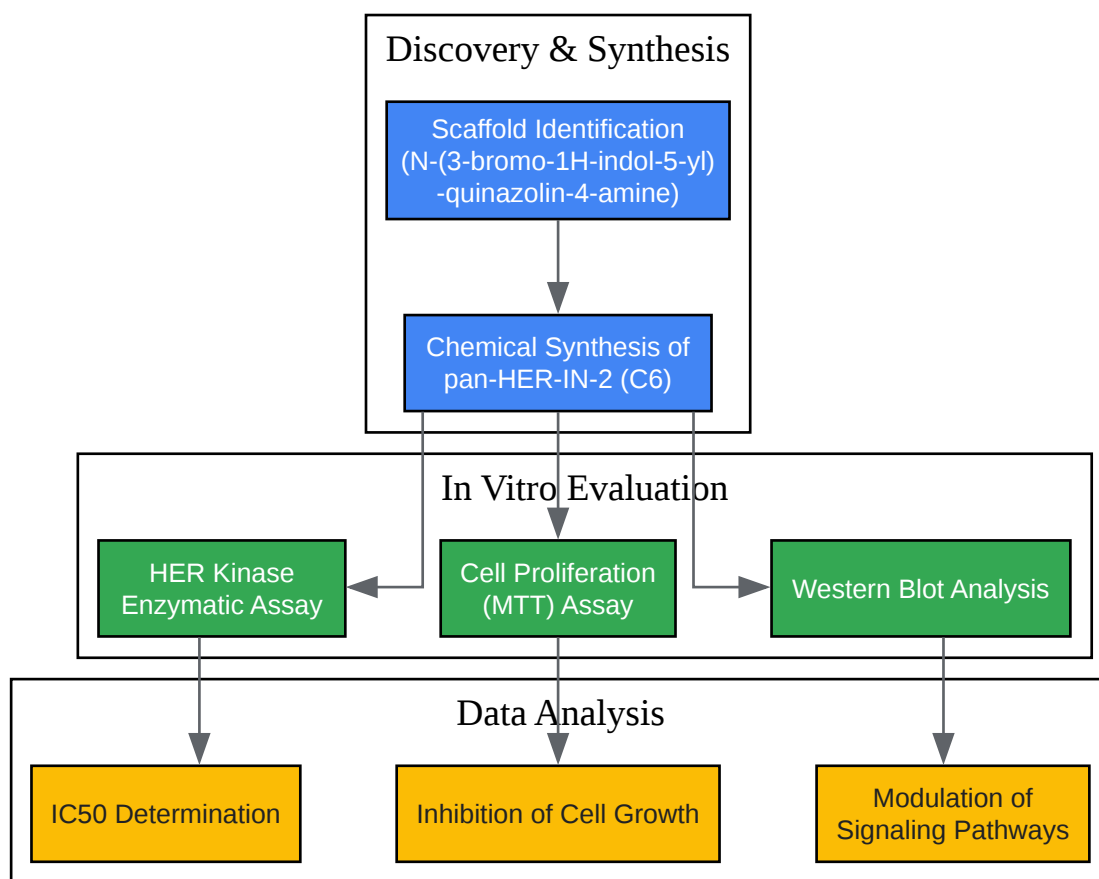 Discovery & Synthesis
Scaffold Identification
(N-(3-bromo-1H-indol-5-yl)
-quinazolin-4-amine)
Chemical Synthesis of
pan-HER-IN-2 (C6)
In Vitro Evaluation
HER Kinase
Enzymatic Assay
Cell Proliferation
(MTT) Assay
Western Blot Analysis
Data Analysis
IC50 Determination
Inhibition of Cell Growth
Modulation of
Signaling Pathways